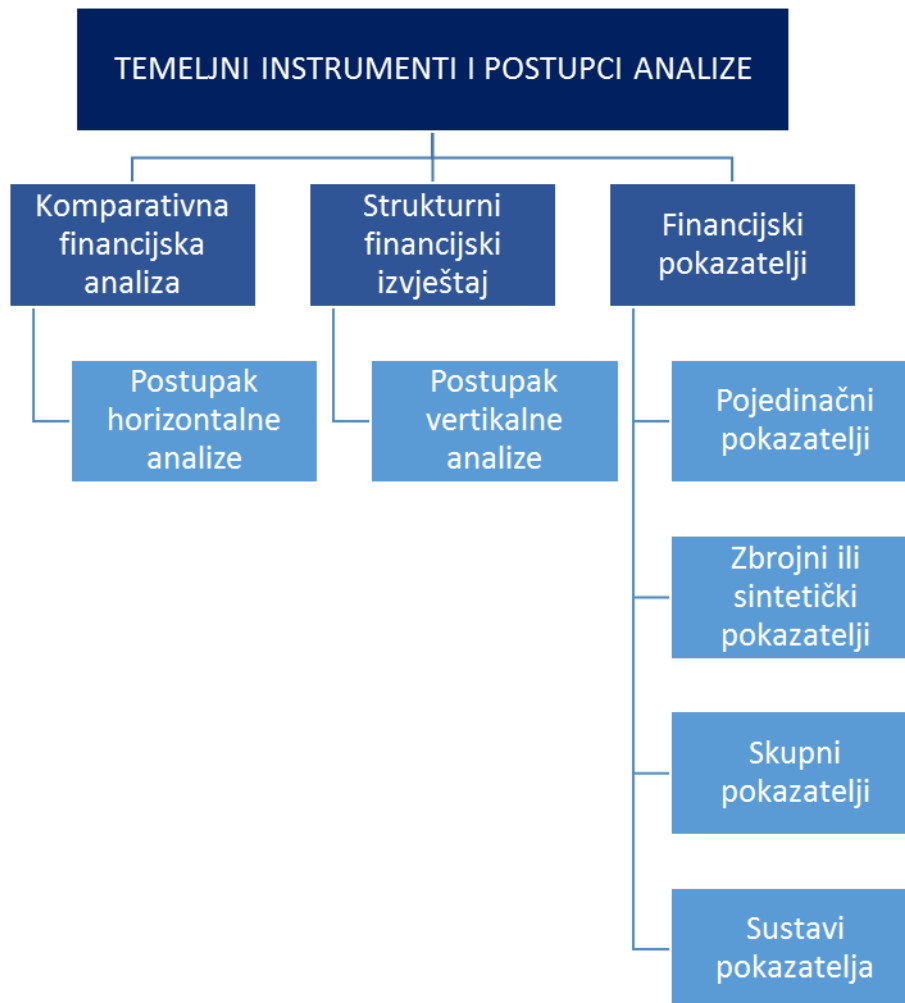 TEMELJNI INSTRUMENTI I POSTUPCI ANALIZE
Komparativna
financijska
analiza
Strukturni
financijski
izvještaj
Financijski
pokazatelji
Postupak
horizontalne
analize
Postupak
vertikalne
analize
Pojedinačni
pokazatelji
Zbrojni ili
sintetički
pokazatelji
Skupni
pokazatelji
Sustavi
pokazatelja